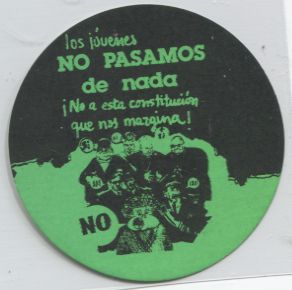 los jóvenes
NO PASAMOS
de nada
¡No a esta constitución
que nos margina!
NO